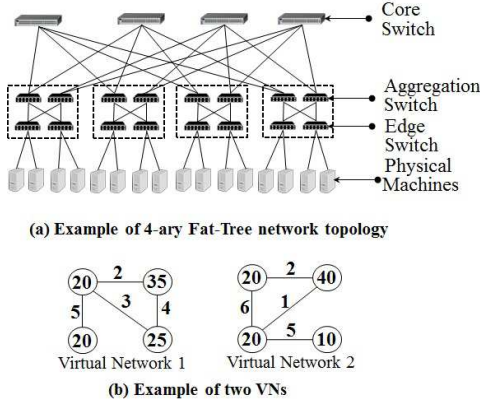 Core
Switch
Aggregation
Switch
Edge
Switch
Physical
Machines
(a) Example of 4-ary Fat-Tree network topology
20 2 35
5 3 4
20 25
Virtual Network 1
20 2 40
6 1
20 5 10
Virtual Network 2
(b) Example of two VNs